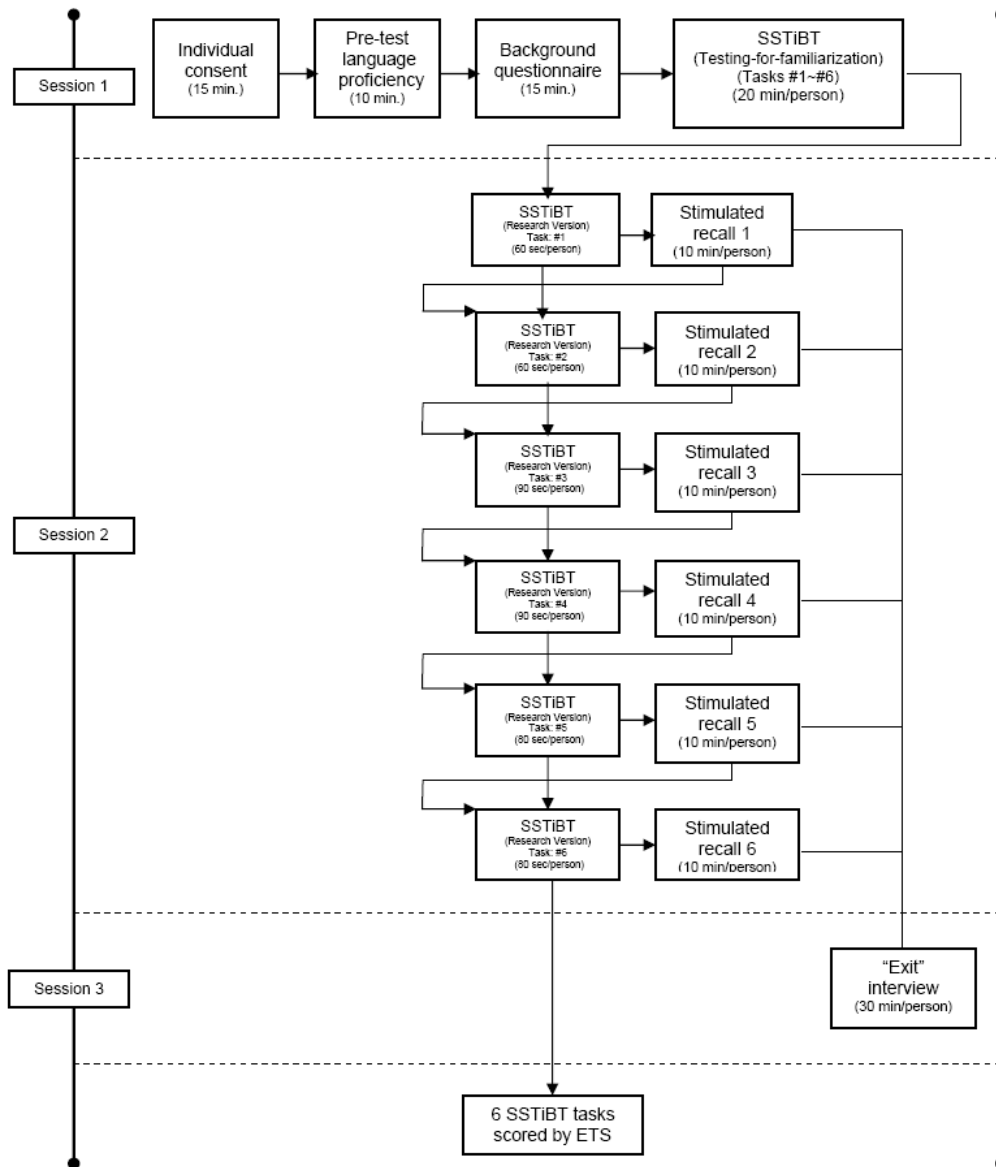 Session 1
Individual
consent
(15 min.)
Pre-test
language
proficiency
(10 min.)
Background
questionnaire
(15 min.)
SSTiBT
(Testing-for-familiarization)
(Tasks #1~#6)
(20 min/person)
Session 2
SSTiBT
(Research Version)
Task: #1
(60 sec/person)
Stimulated
recall 1
(10 min/person)
SSTiBT
(Research Version)
Task: #2
(60 sec/person)
Stimulated
recall 2
(10 min/person)
SSTiBT
(Research Version)
Task: #3
(90 sec/person)
Stimulated
recall 3
(10 min/person)
SSTiBT
(Research Version)
Task: #4
(90 sec/person)
Stimulated
recall 4
(10 min/person)
SSTiBT
(Research Version)
Task: #5
(80 sec/person)
Stimulated
recall 5
(10 min/person)
SSTiBT
(Research Version)
Task: #6
(80 sec/person)
Stimulated
recall 6
(10 min/person)
Session 3
“Exit”
interview
(30 min/person)
6 SSTiBT tasks
scored by ETS